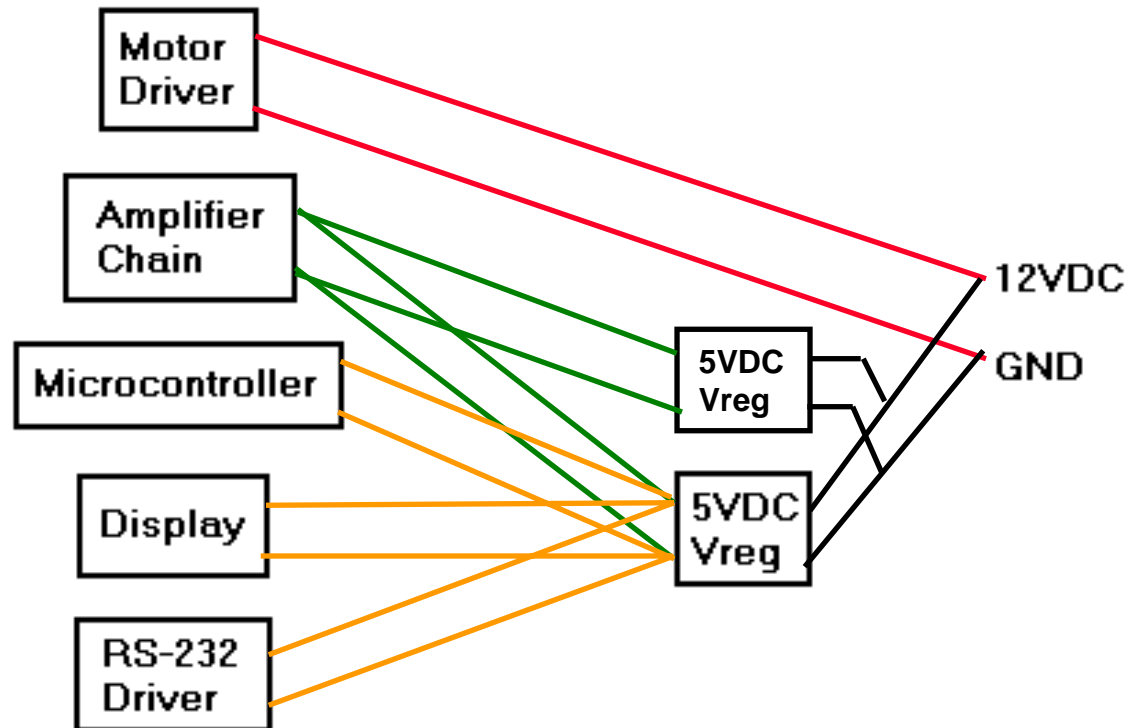 Motor
Driver
Amplifier
Chain
12VDC
5VDC
Vreg
GND
Microcontroller
5VDC
Vreg
Display
RS-232
Driver